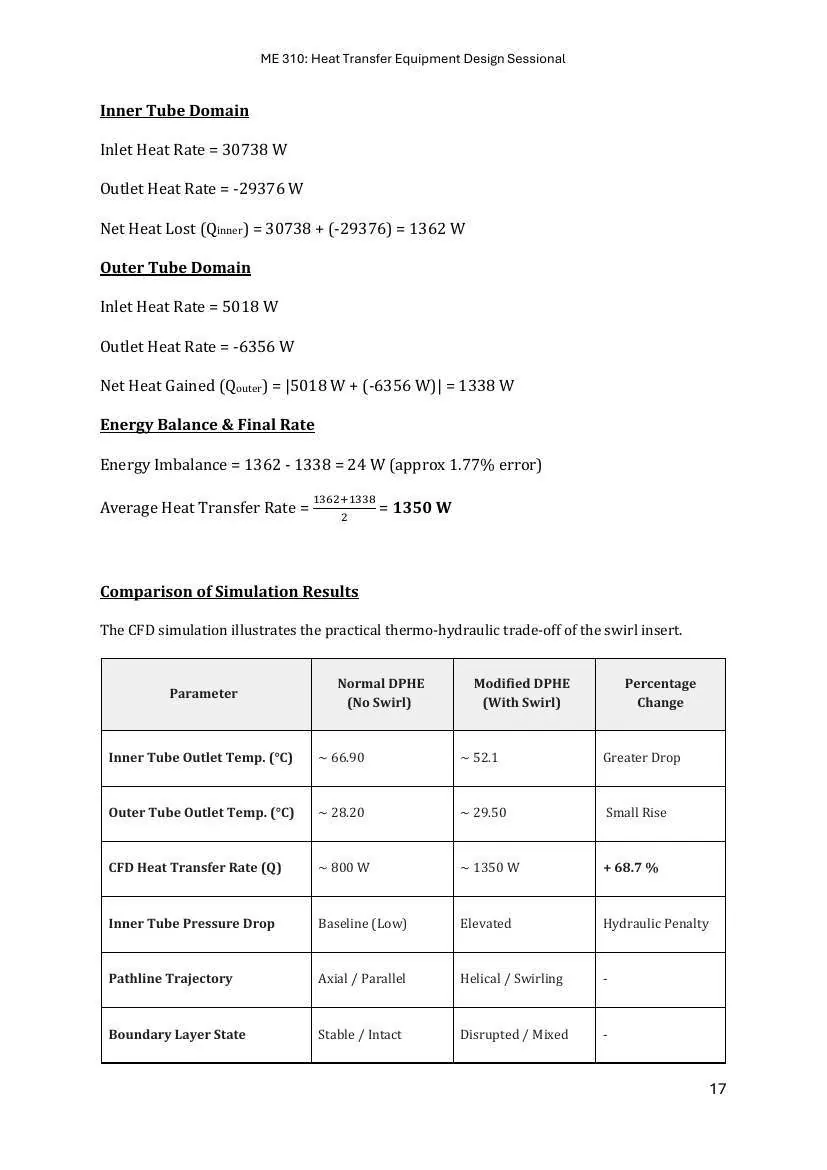 ME 310: Heat Transfer Equipment Design Sessional
Inner Tube Domain
Inlet Heat Rate = 30738 W
Outlet Heat Rate = -29376 W
Net Heat Lost (Qinner) = 30738 + (-29376) = 1362 W
Outer Tube Domain
Inlet Heat Rate = 5018 W
Outlet Heat Rate = -6356 W
Net Heat Gained (Qouter) = |5018 W + (-6356 W)| = 1338 W
Energy Balance & Final Rate
Energy Imbalance = 1362 - 1338 = 24 W (approx 1.77% error)
Average Heat Transfer Rate = 1362+1338/2 = 1350 W
Comparison of Simulation Results
The CFD simulation illustrates the practical thermo-hydraulic trade-off of the swirl insert.
Parameter Normal DPHE (No Swirl) Modified DPHE (With Swirl) Percentage Change
Inner Tube Outlet Temp. (°C) ~ 66.90 ~ 52.1 Greater Drop
Outer Tube Outlet Temp. (°C) ~ 28.20 ~ 29.50 Small Rise
CFD Heat Transfer Rate (Q) ~ 800 W ~ 1350 W + 68.7 %
Inner Tube Pressure Drop Baseline (Low) Elevated Hydraulic Penalty
Pathline Trajectory Axial / Parallel Helical / Swirling -
Boundary Layer State Stable / Intact Disrupted / Mixed -
17